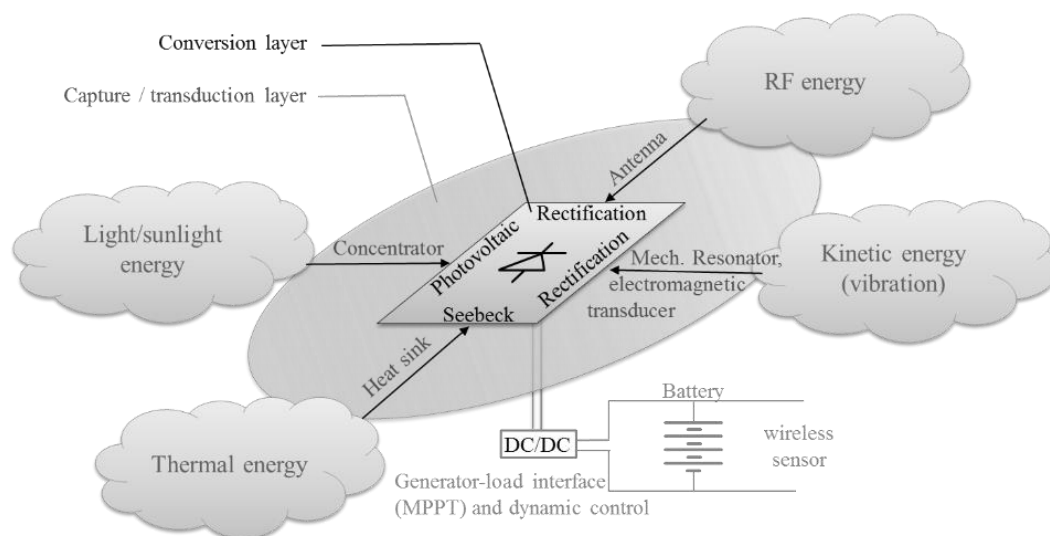 Conversion layer
Capture / transduction layer
RF energy
Antenna
Light/sunlight
energy
Concentrator
Photovoltaic
Rectification
Rectification
Mech. Resonator,
electromagnetic
transducer
Kinetic energy
(vibration)
Seebeck
Heat sink
Thermal energy
Battery
DC/DC
wireless
sensor
Generator-load interface
(MPPT) and dynamic control